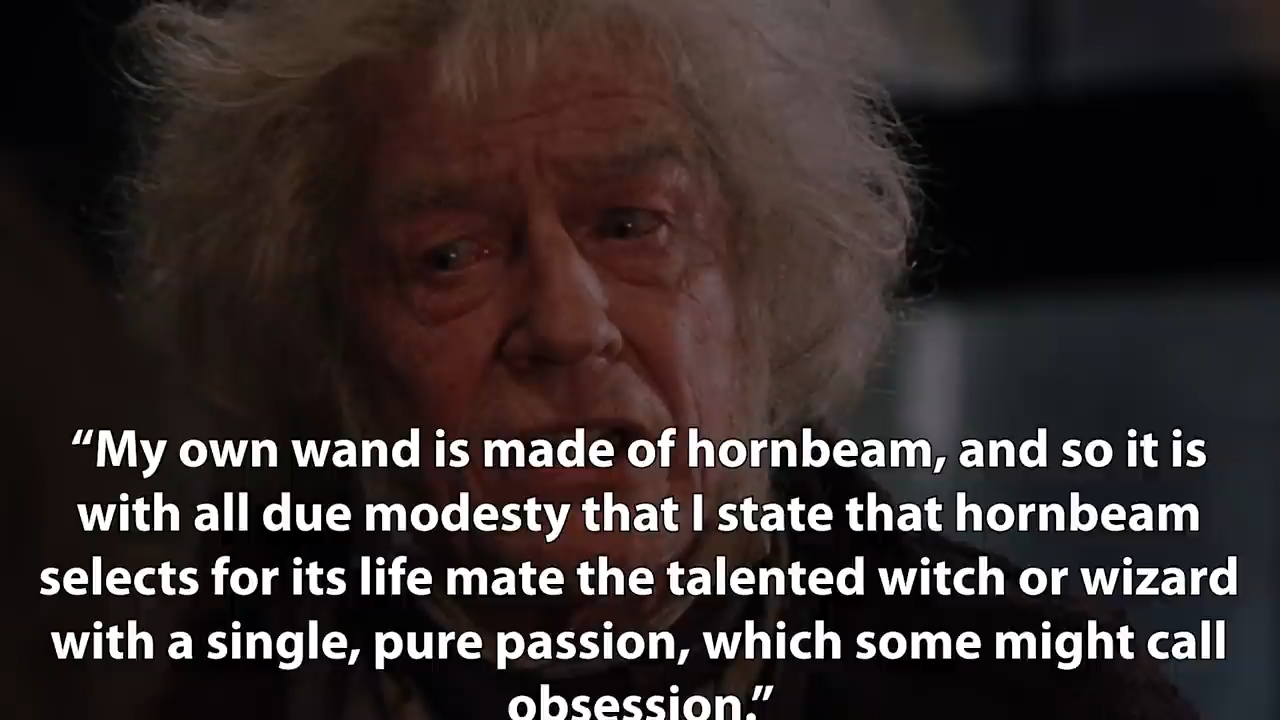 “My own wand is made of hornbeam, and so it is
with all due modesty that I state that hornbeam
selects for its life mate the talented witch or wizard
with a single, pure passion, which some might call
obsession.”